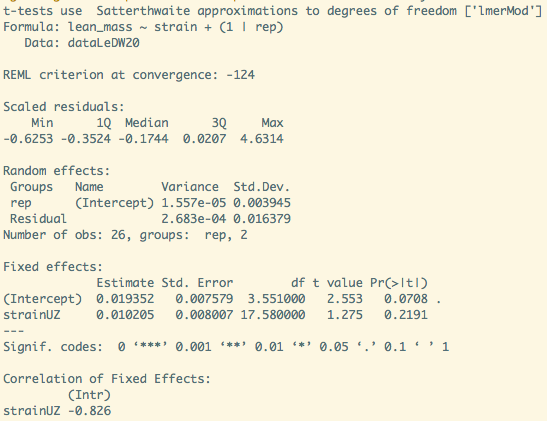 t-tests use  Satterthwaite approximations to degrees of freedom ['lmerMod']
Formula: lean_mass ~ strain + (1 | rep)
   Data: dataLeDW20

REML criterion at convergence: -124

Scaled residuals:
    Min      1Q  Median      3Q     Max
-0.6253 -0.3524 -0.1744  0.0207  4.6314

Random effects:
 Groups   Name        Variance  Std.Dev.
 rep      (Intercept) 1.557e-05 0.003945
 Residual             2.683e-04 0.016379
Number of obs: 26, groups:  rep, 2

Fixed effects:
             Estimate Std. Error        df t value Pr(>|t|)
(Intercept)  0.019352   0.007579  3.551000   2.553   0.0708 .
strainUZ     0.010205   0.008007 17.580000   1.275   0.2191
---
Signif. codes:  0 ‘***’ 0.001 ‘**’ 0.01 ‘*’ 0.05 ‘.’ 0.1 ‘ ’ 1

Correlation of Fixed Effects:
         (Intr)
strainUZ -0.826